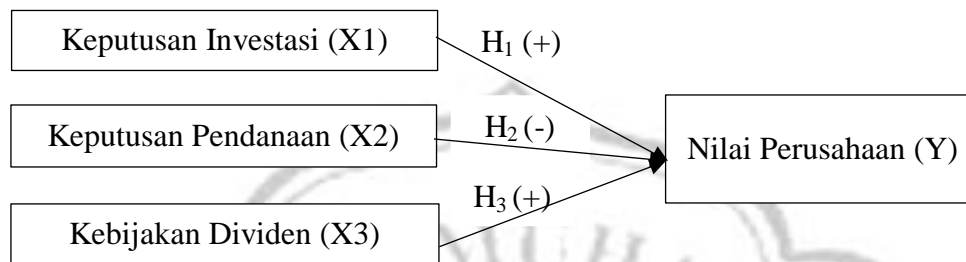 Keputusan Investasi (X1)
H₁ (+)
Keputusan Pendanaan (X2)
H₂ (-)
Nilai Perusahaan (Y)
H₃ (+)
Kebijakan Dividen (X3)